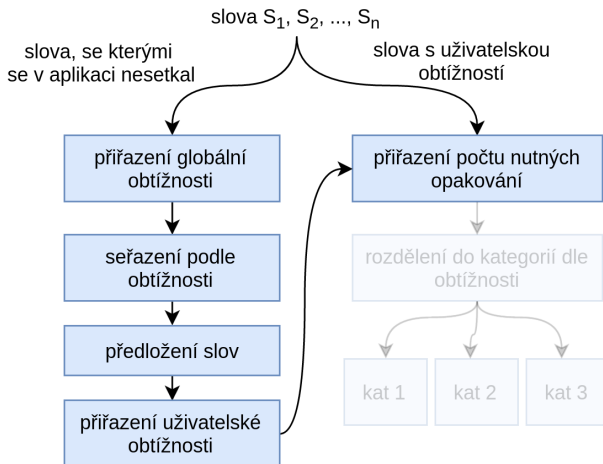 slova S1, S2, ..., Sn
slova, se kterými
se v aplikaci nesetkal
slova s uživatelskou
obtížností
přiřazení globální
obtížnosti
přiřazení počtu nutných
opakování
seřazení podle
obtížnosti
rozdělení do kategorií dle
obtížnosti
předložení slov
kat 1
kat 2
kat 3
přiřazení uživatelské
obtížnosti